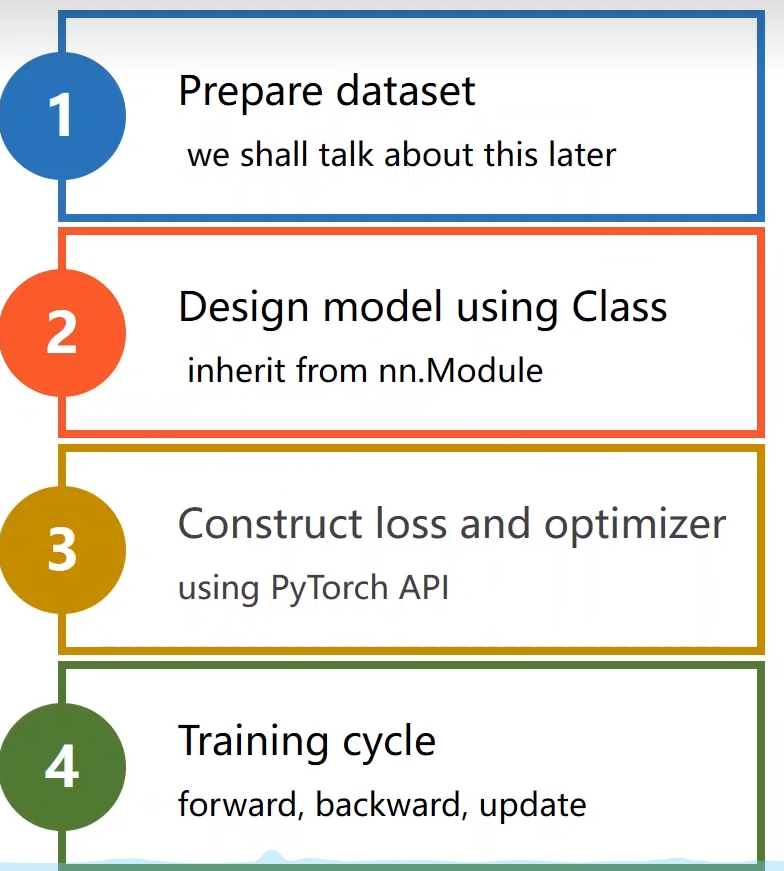 1
Prepare dataset
we shall talk about this later
2
Design model using Class
inherit from nn.Module
3
Construct loss and optimizer
using PyTorch API
4
Training cycle
forward, backward, update